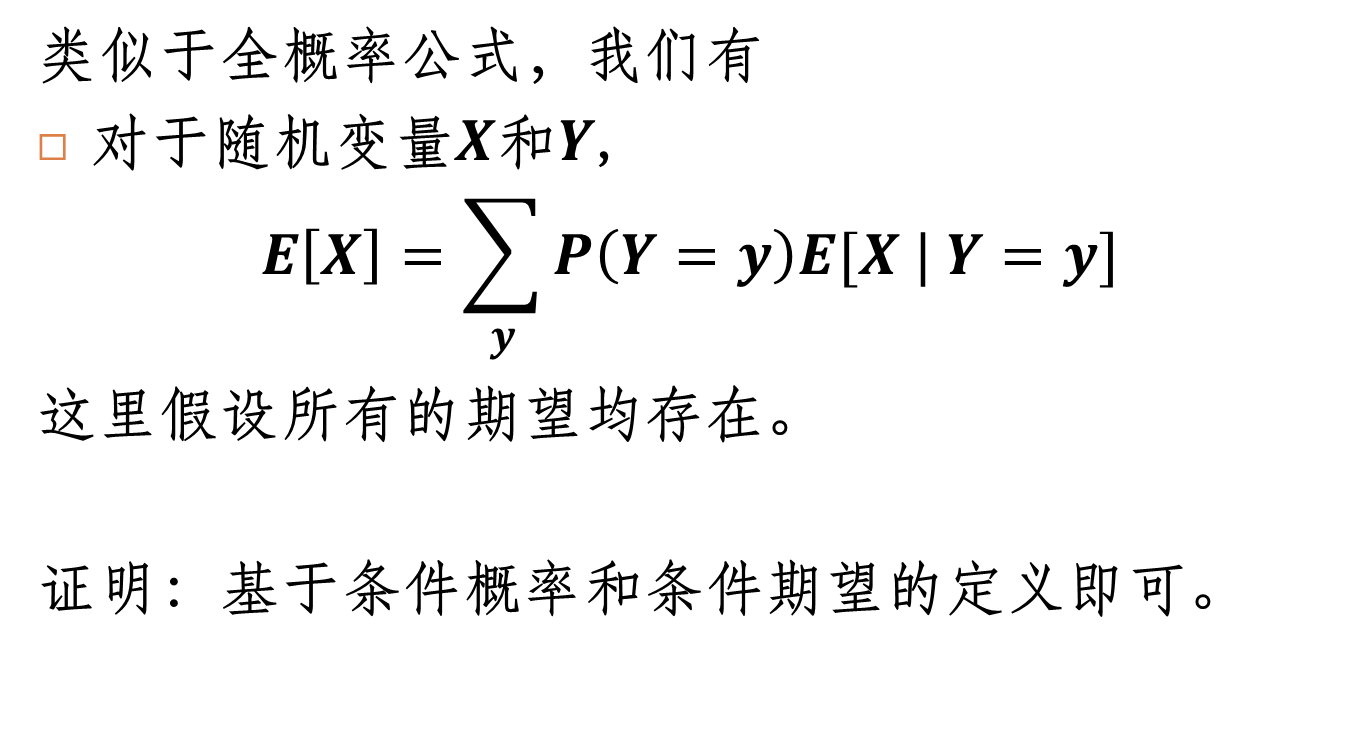 类似于全概率公式，我们有
□ 对于随机变量X和Y,
E[X] = ∑ P(Y = y)E[X | Y = y]
y
这里假设所有的期望均存在。
证明：基于条件概率和条件期望的定义即可。